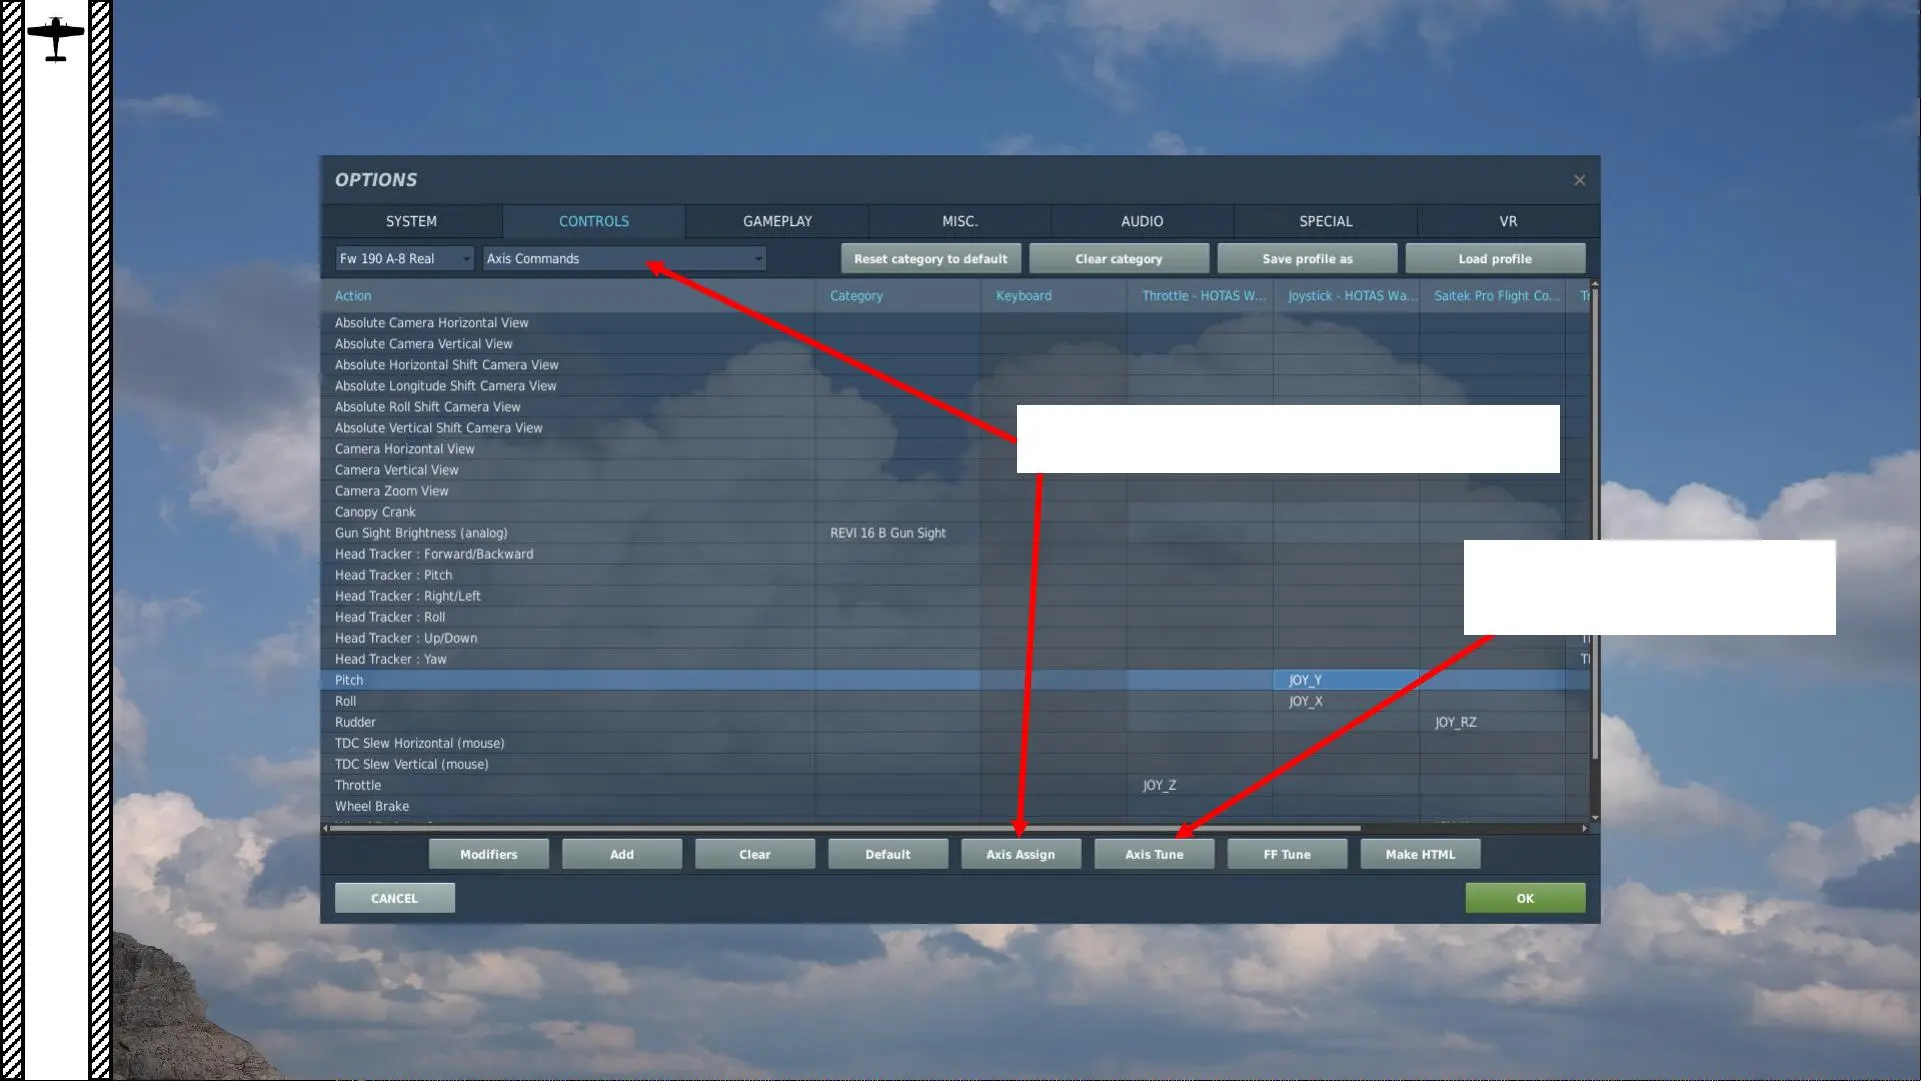 OPTIONS
SYSTEM CONTROLS GAMEPLAY MISC. AUDIO SPECIAL VR
Fw 190 A-8 Real Axis Commands Reset category to default Clear category Save profile as Load profile
Action Category Keyboard Throttle - HOTAS W... Joystick - HOTAS Wa... Saitek Pro Flight Co...
Absolute Camera Horizontal View
Absolute Camera Vertical View
Absolute Horizontal Shift Camera View
Absolute Longitude Shift Camera View
Absolute Roll Shift Camera View
Absolute Vertical Shift Camera View
Camera Horizontal View
Camera Vertical View
Camera Zoom View
Canopy Crank
Gun Sight Brightness (analog) REVI 16 B Gun Sight
Head Tracker : Forward/Backward
Head Tracker : Pitch
Head Tracker : Right/Left
Head Tracker : Roll
Head Tracker : Up/Down
Head Tracker : Yaw
Pitch JOY_Y
Roll JOY_X
Rudder JOY_RZ
TDC Slew Horizontal (mouse)
TDC Slew Vertical (mouse)
Throttle JOY_Z
Wheel Brake
Modifiers Add Clear Default Axis Assign Axis Tune FF Tune Make HTML
CANCEL OK